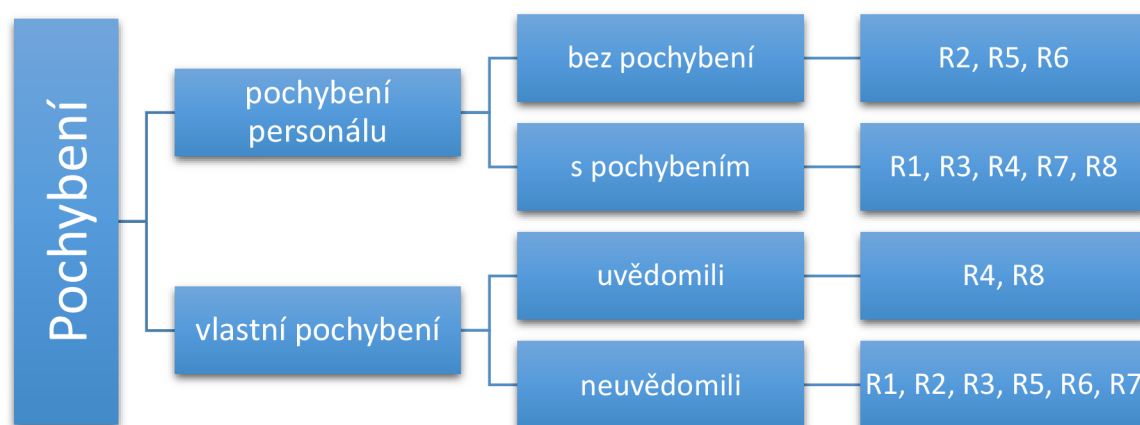 Pochybení
pochybení
personálu
bez pochybení
R2, R5, R6
s pochybením
R1, R3, R4, R7, R8
vlastní pochybení
uvědomili
R4, R8
neuvědomili
R1, R2, R3, R5, R6, R7